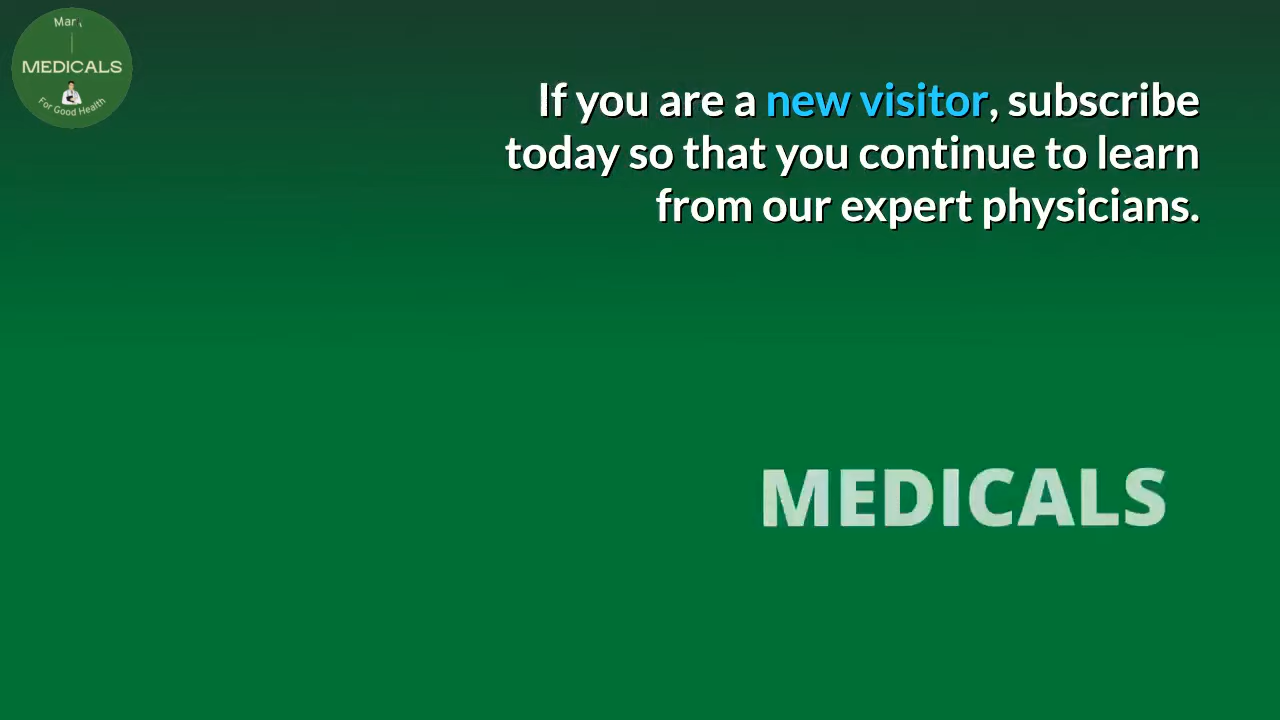 MEDICALS
For Good Health
If you are a new visitor, subscribe
today so that you continue to learn
from our expert physicians.
MEDICALS